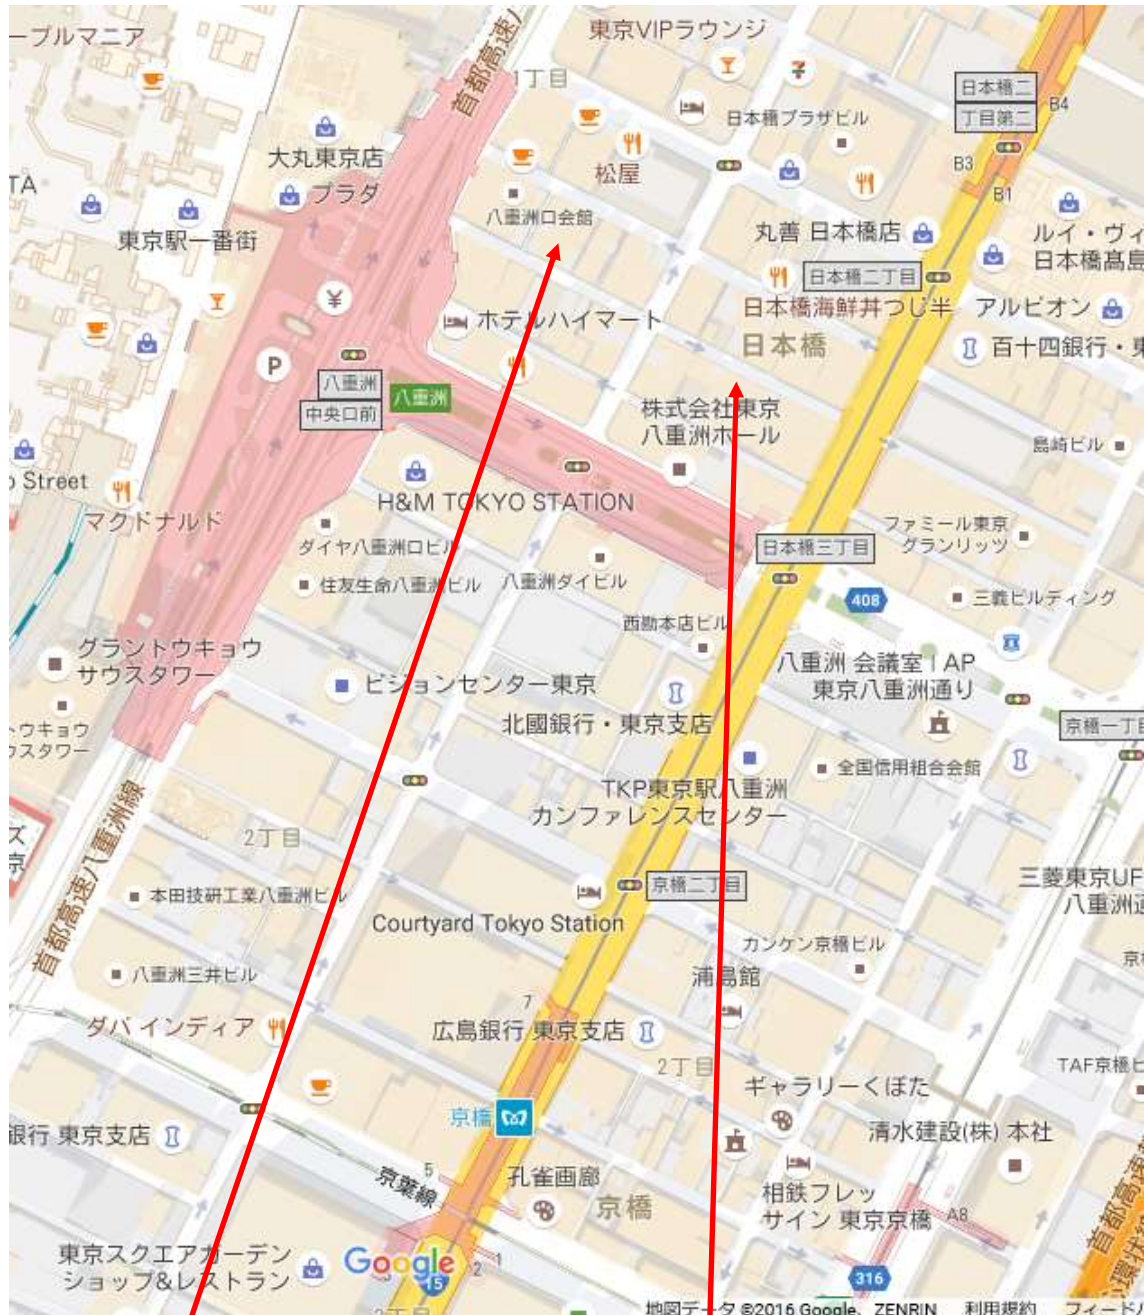 ーブルマニア
東京VIPラウンジ
首都高速八
1丁目
日本橋二
丁目第二
B4
日本橋プラザビル
大丸東京店
プラダ
松屋
B3
B1
TA
八重洲口会館
東京駅一番街
丸善 日本橋店
ルイ・ヴィ
日本橋髙島
日本橋二丁目
日本橋海鮮丼つじ半
アルビオン
¥
ホテルハイマート
日本橋
百十四銀行・東
P
八重洲
中央口前
八重洲
株式会社東京
八重洲ホール
島崎ビル
Street
H&M TOKYO STATION
マクドナルド
ダイヤ八重洲口ビル
日本橋三丁目
ファミール東京
グランリッツ
住友生命八重洲ビル
八重洲ダイビル
408
三義ビルディング
西勘本店ビル
グラントウキョウ
サウスタワー
八重洲 会議室 | AP
東京八重洲通り
ビジョンセンター東京
北國銀行・東京支店
トウキョウ
ウスタワー
京橋一丁目
全国信用組合会館
TKP東京駅八重洲
カンファレンスセンター
首都高速八重洲線
2丁目
ズ
京
本田技研工業八重洲ビル
京橋二丁目
三菱東京UF
八重洲通
Courtyard Tokyo Station
カンケン京橋ビル
八重洲三井ビル
浦島館
7
ダバ インディア
広島銀行 東京支店
2丁目
TAF京橋ビ
ギャラリーくぼた
京橋
銀行 東京支店
清水建設(株) 本社
5
京葉線
孔雀画廊
京橋
相鉄フレッ
サイン 東京京橋
A8
東京スクエアガーデン
ショップ&レストラン
Google
1
2
15
316
首都高速
環状
地図データ ©2016 Google、ZENRIN 利用規約